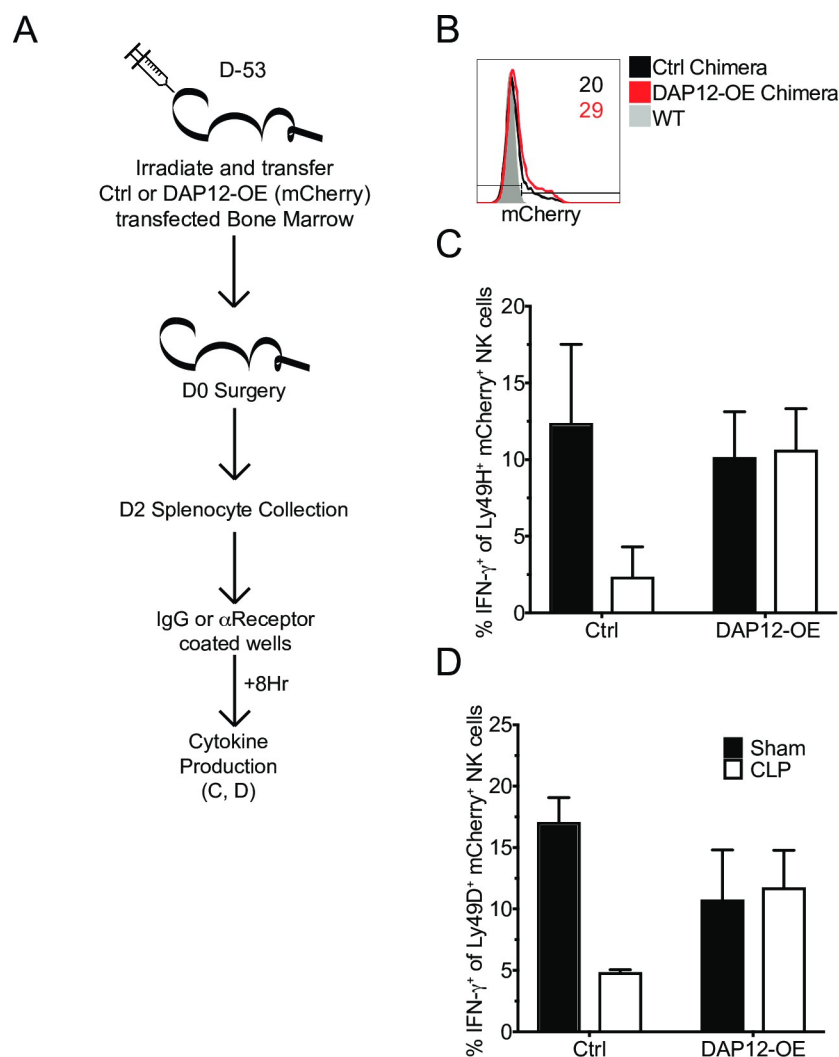 A
D-53
Irradiate and transfer
Ctrl or DAP12-OE (mCherry)
transfected Bone Marrow
D0 Surgery
D2 Splenocyte Collection
IgG or αReceptor
coated wells
+8Hr
Cytokine
Production
(C, D)
B
20
29
mCherry
Ctrl Chimera
DAP12-OE Chimera
WT
C
% IFN-γ⁺ of Ly49H⁺ mCherry⁺ NK cells
20
15
10
5
0
Ctrl
DAP12-OE
D
% IFN-γ⁺ of Ly49D⁺ mCherry⁺ NK cells
25
20
15
10
5
0
Sham
CLP
Ctrl
DAP12-OE